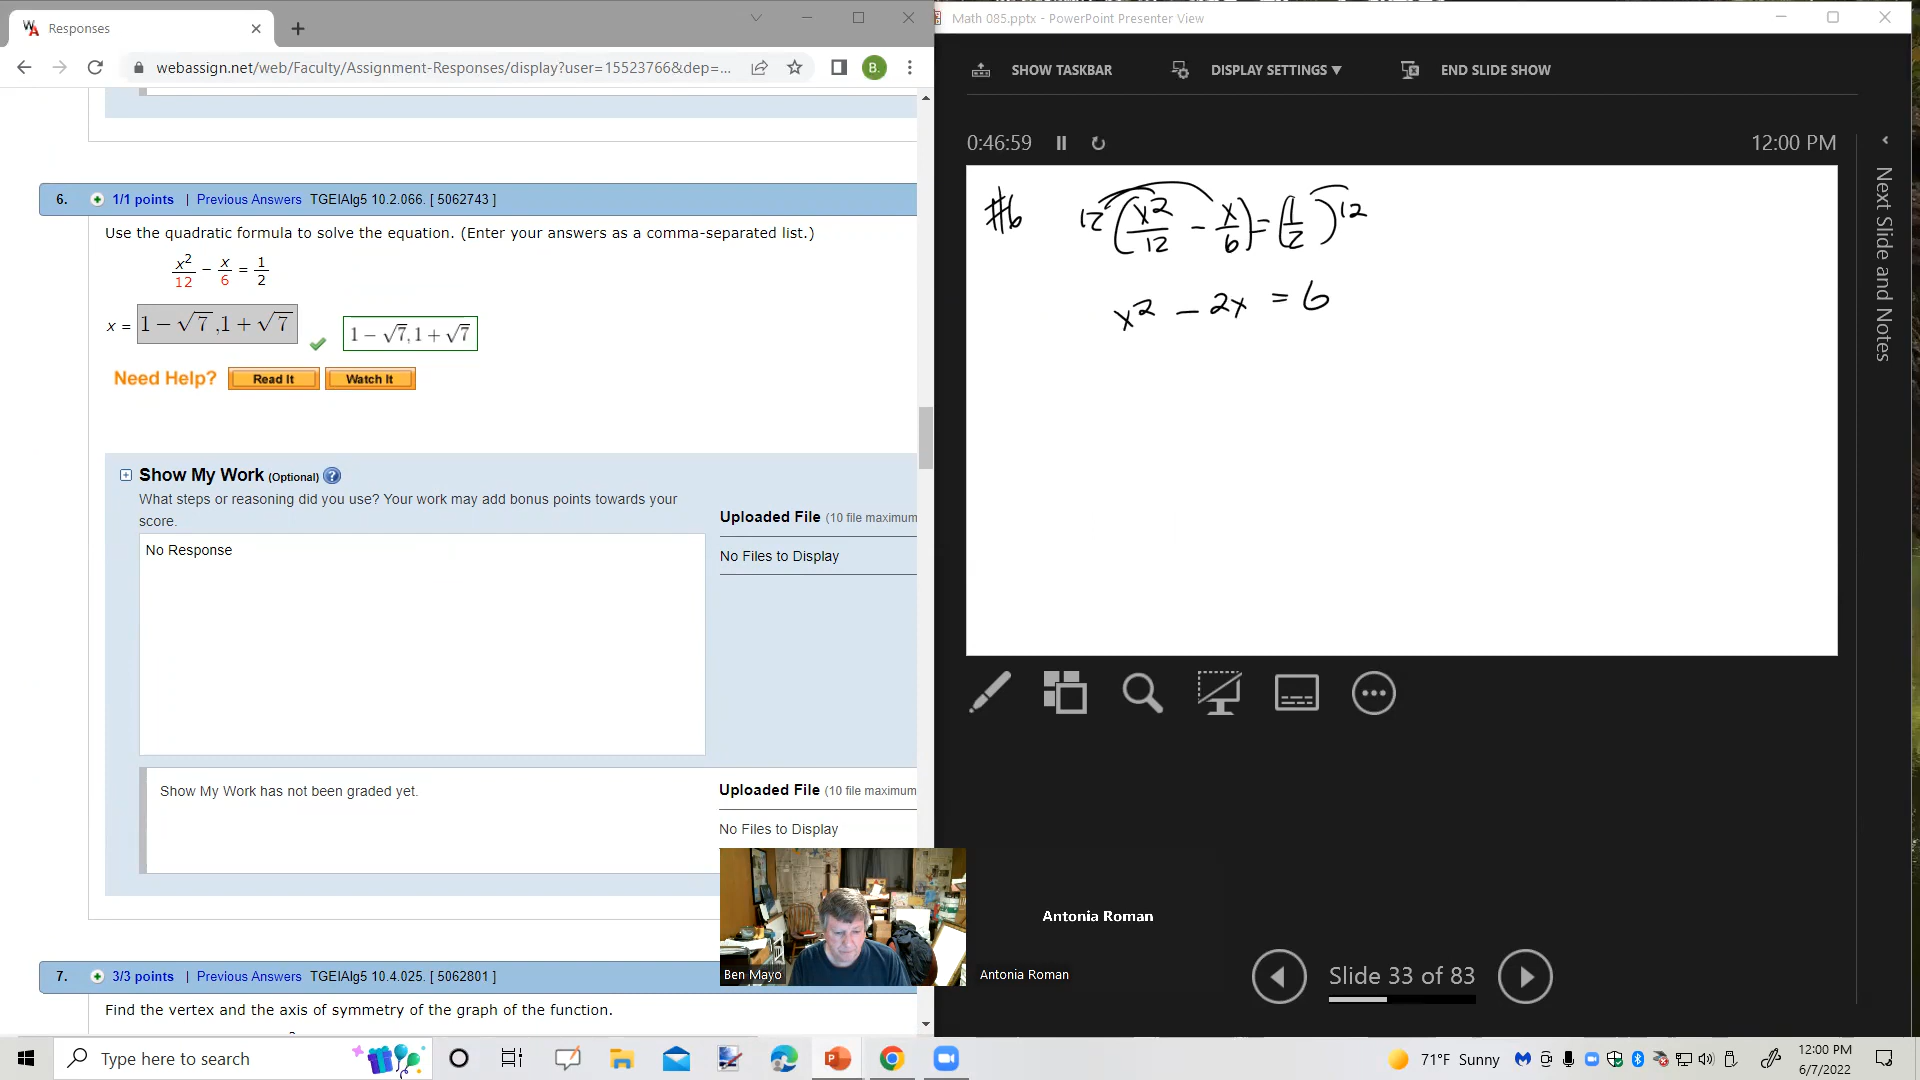 Responses
webassign.net/web/Faculty/Assignment-Responses/display?user=15523766&dep=...
B.
6. 1/1 points | Previous Answers TGEIAlg5 10.2.066. [ 5062743 ]
Use the quadratic formula to solve the equation. (Enter your answers as a comma-separated list.)
x²/12 − x/6 = 1/2
x = 1 − √7 ,1 + √7 1 − √7, 1 + √7
Need Help? Read It Watch It
Show My Work (Optional) ?
What steps or reasoning did you use? Your work may add bonus points towards your
score.
Uploaded File (10 file maximum
No Response
No Files to Display
Show My Work has not been graded yet.
Uploaded File (10 file maximum
No Files to Display
7. 3/3 points | Previous Answers TGEIAlg5 10.4.025. [ 5062801 ]
Find the vertex and the axis of symmetry of the graph of the function.
Math 085.pptx - PowerPoint Presenter View
SHOW TASKBAR DISPLAY SETTINGS ▼ END SLIDE SHOW
0:46:59 12:00 PM
#6 12(x²/12 − x/6) = (1/2)12
x² − 2x = 6
Next Slide and Notes
Antonia Roman
Ben Mayo Antonia Roman
Slide 33 of 83
Type here to search
71°F Sunny
12:00 PM
6/7/2022